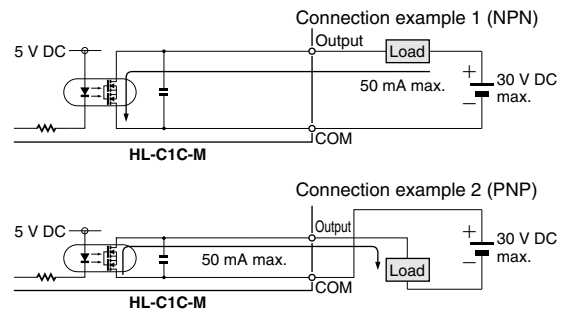 Connection example 1 (NPN)
5 V DC
Output
Load
50 mA max.
+
30 V DC
max.
−
COM
HL-C1C-M
Connection example 2 (PNP)
5 V DC
Output
+
30 V DC
max.
−
50 mA max.
Load
COM
HL-C1C-M